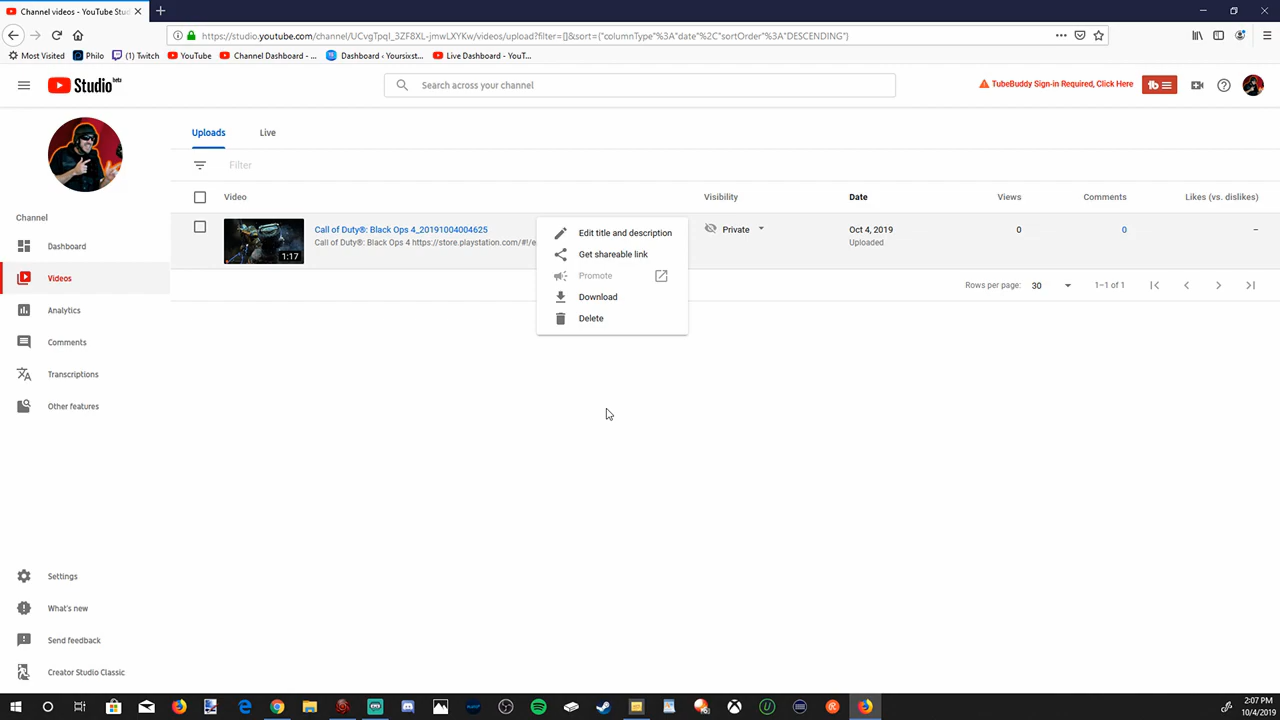 Channel videos - YouTube Stud
https://studio.youtube.com/channel/UCvgTpqI_3ZF8XL-jmwLXYKw/videos/upload?filter=[]&sort={"columnType"%3A"date"%2C"sortOrder"%3A"DESCENDING"}
Most Visited Philo (1) Twitch YouTube Channel Dashboard - ... Dashboard · Yoursixst... Live Dashboard - YouT...
Studio beta
Search across your channel
TubeBuddy Sign-in Required, Click Here
tb
Uploads Live
Filter
Channel
Dashboard
Videos
Analytics
Comments
Transcriptions
Other features
Settings
What's new
Send feedback
Creator Studio Classic
Video Visibility Date Views Comments Likes (vs. dislikes)
1:17
Call of Duty®: Black Ops 4_20191004004625
Call of Duty®: Black Ops 4 https://store.playstation.com/#!/e
Edit title and description
Get shareable link
Promote
Download
Delete
Private Oct 4, 2019 0 0 –
Uploaded
Rows per page: 30 1–1 of 1
2:07 PM
10/4/2019